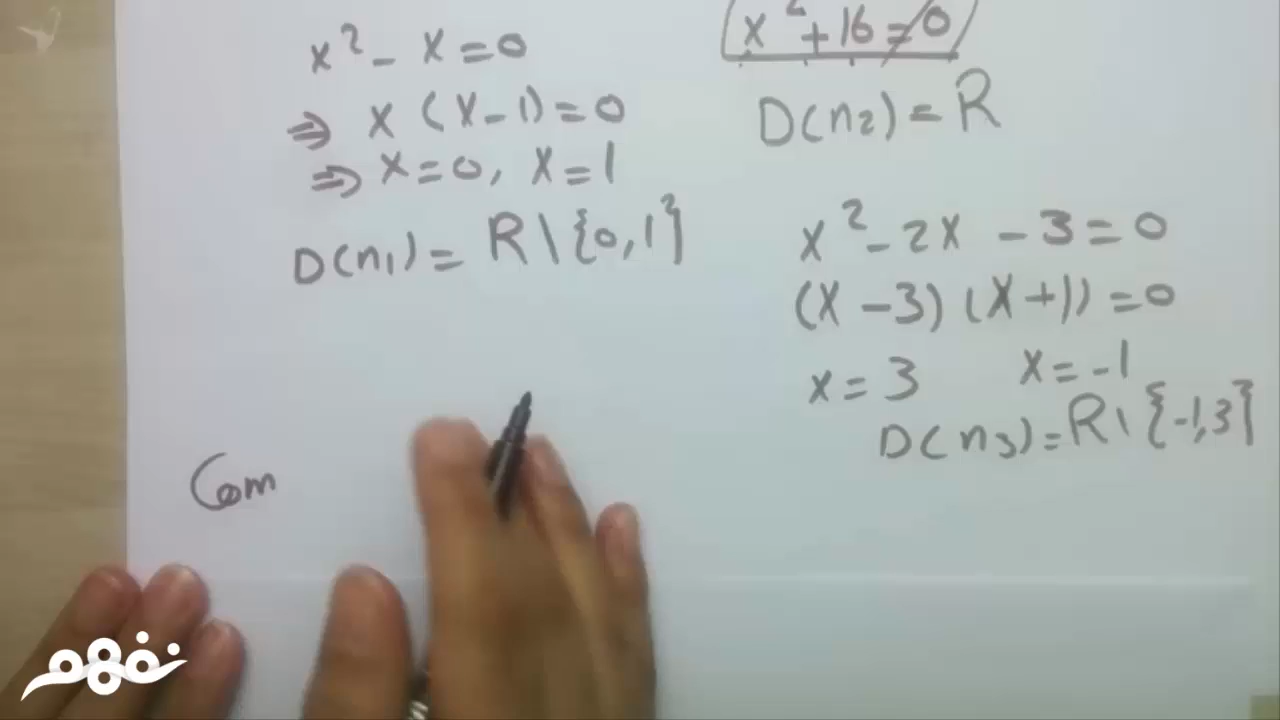 x² - x = 0
⇒ x (x - 1) = 0
⇒ x = 0, x = 1
D(n₁) = R \ {0, 1}
x² + 16 ≠ 0
D(n₂) = R
x² - 2x - 3 = 0
(x - 3) (x + 1) = 0
x = 3 x = -1
D(n₃) = R \ {-1, 3}
Com
نفهم